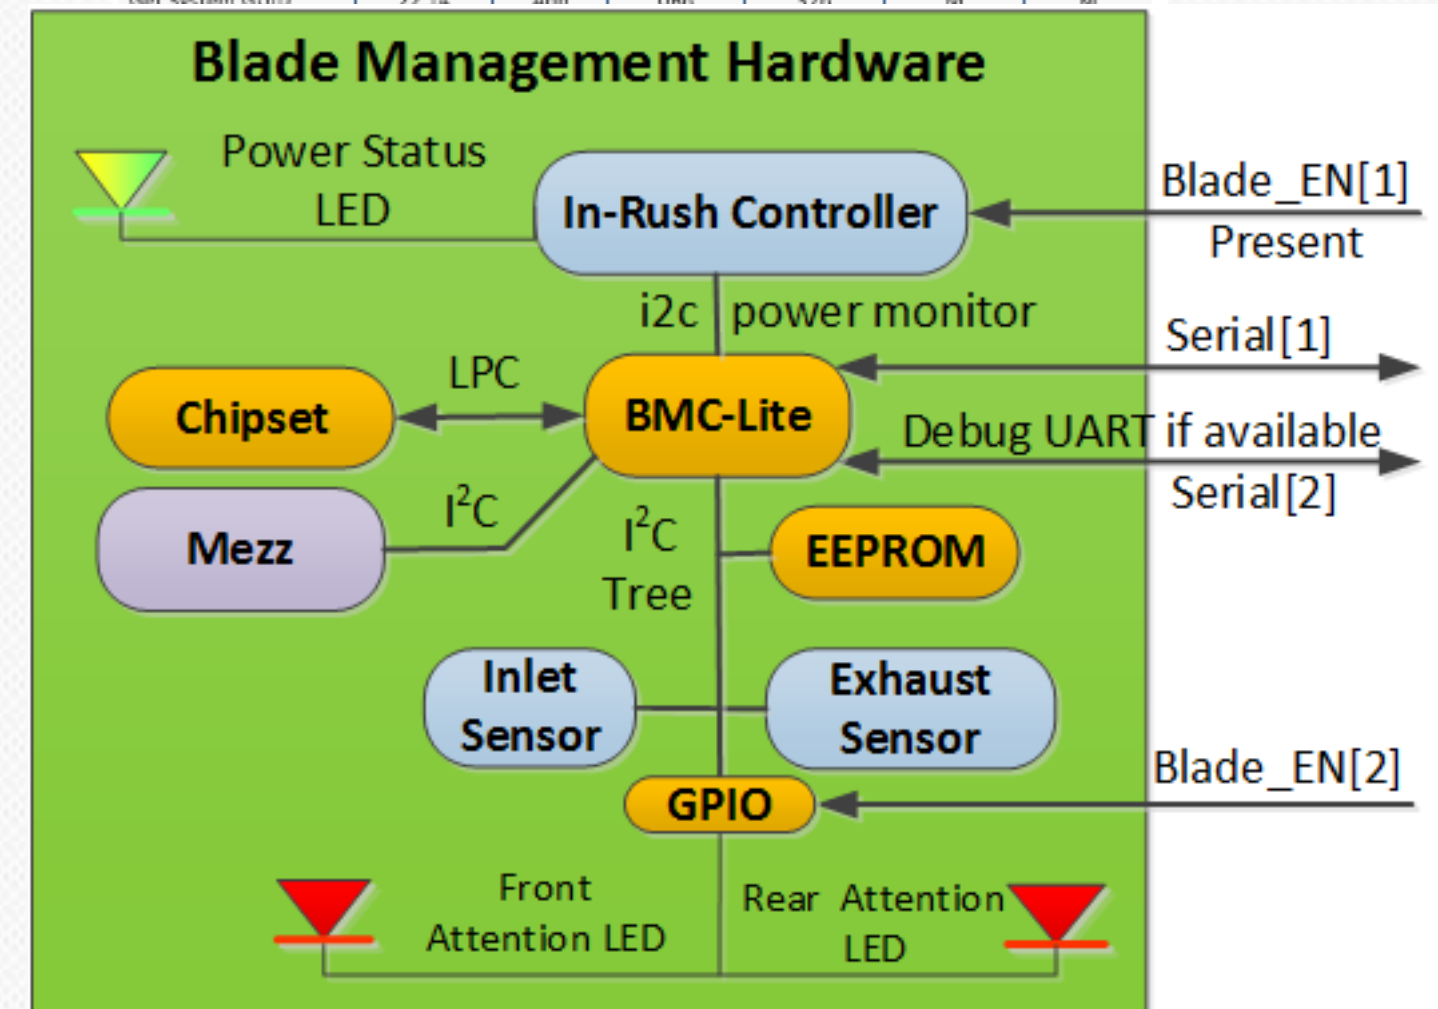 Blade Management Hardware
Power Status
LED
In-Rush Controller
Blade_EN[1]
Present
i2c power monitor
Serial[1]
LPC
Chipset
BMC-Lite
Debug UART if available
Serial[2]
I²C
Mezz
I²C
Tree
EEPROM
Inlet
Sensor
Exhaust
Sensor
Blade_EN[2]
GPIO
Front
Attention LED
Rear Attention
LED